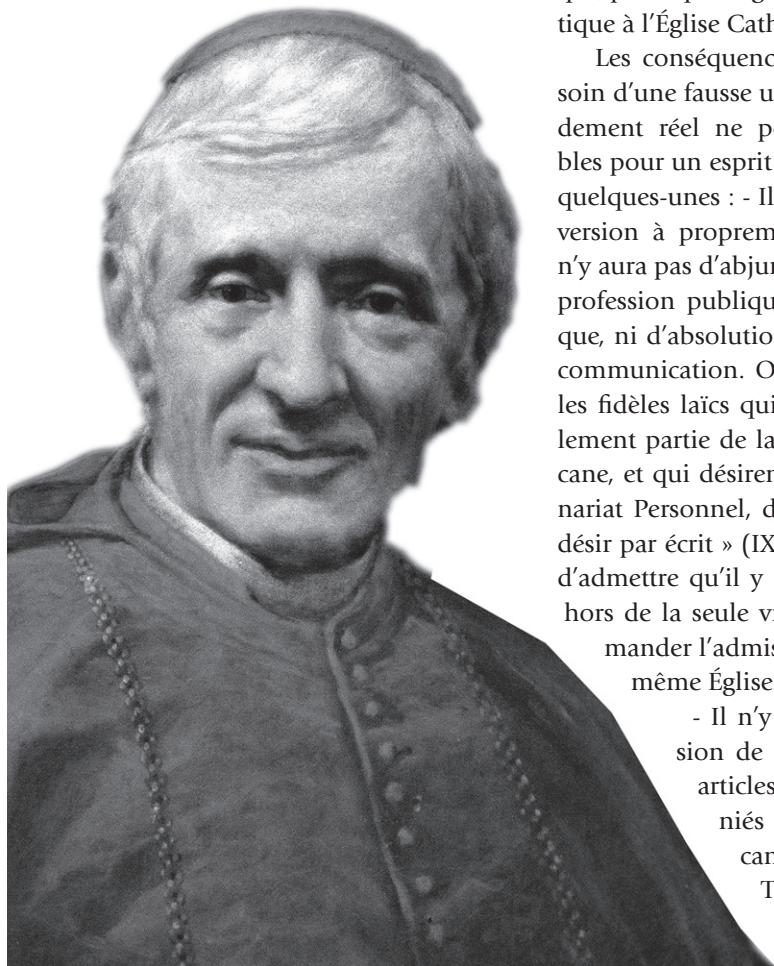 tique à l'Église Cath
Les conséquenc
soin d'une fausse u
dement réel ne p
bles pour un esprit
quelques-unes : - Il
version à proprem
n'y aura pas d'abjur
profession publiqu
que, ni d'absolutio
communication. O
les fidèles laïcs qui
lement partie de la
cane, et qui désiren
nariat Personnel, d
désir par écrit » (IX
d'admettre qu'il y
hors de la seule v
mander l'admis
même Église
- Il n'y
sion de
articles
niés
can
T